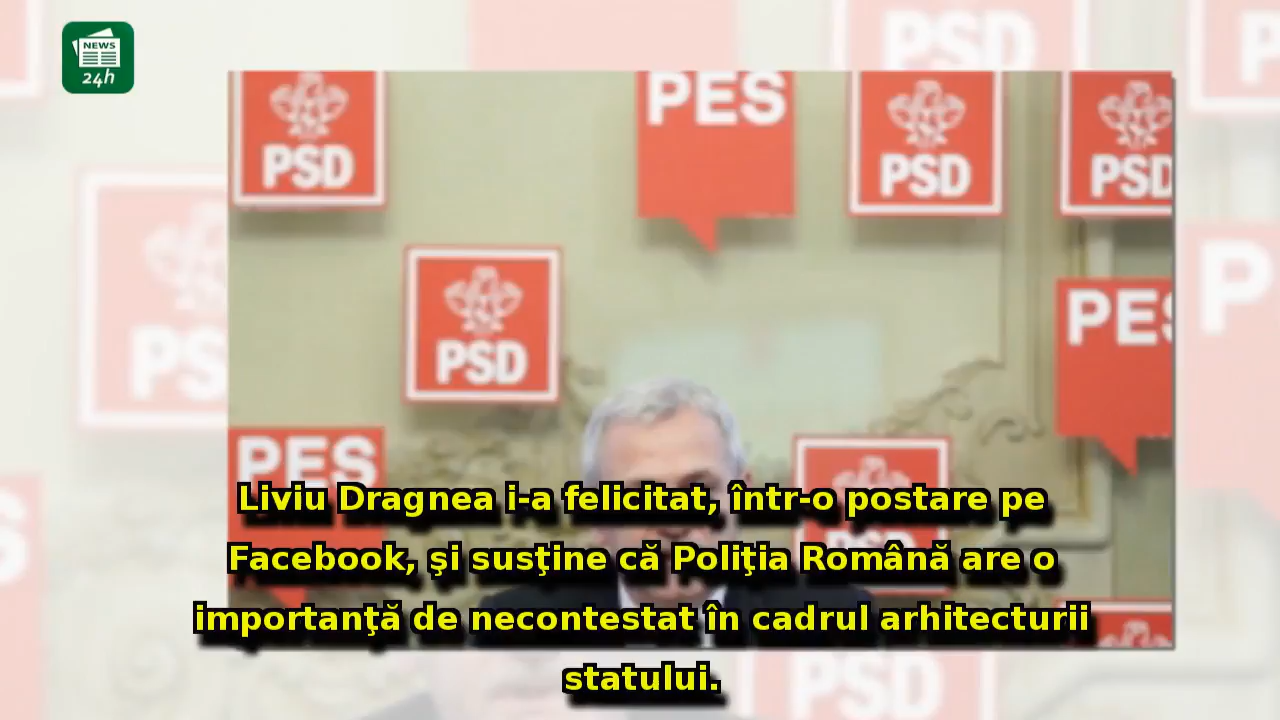 NEWS
24h
PSD
PES
PSD
PSD
PSD
PES
PES
Liviu Dragnea i-a felicitat, într-o postare pe
Facebook, şi susţine că Poliţia Română are o
importanţă de necontestat în cadrul arhitecturii
statului.